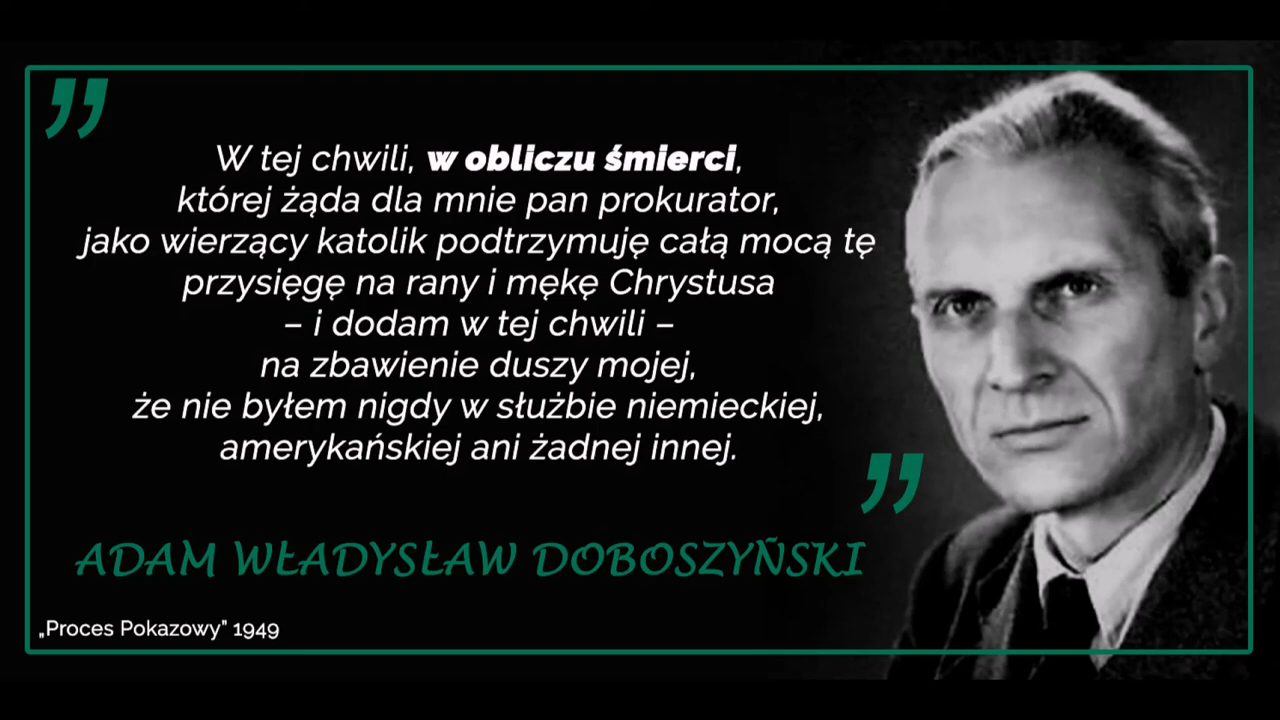 ”
W tej chwili, w obliczu śmierci,
której żąda dla mnie pan prokurator,
jako wierzący katolik podtrzymuję całą mocą tę
przysięgę na rany i mękę Chrystusa
– i dodam w tej chwili –
na zbawienie duszy mojej,
że nie byłem nigdy w służbie niemieckiej,
amerykańskiej ani żadnej innej.
”
ADAM WŁADYSŁAW DOBOSZYÑSKI
„Proces Pokazowy” 1949